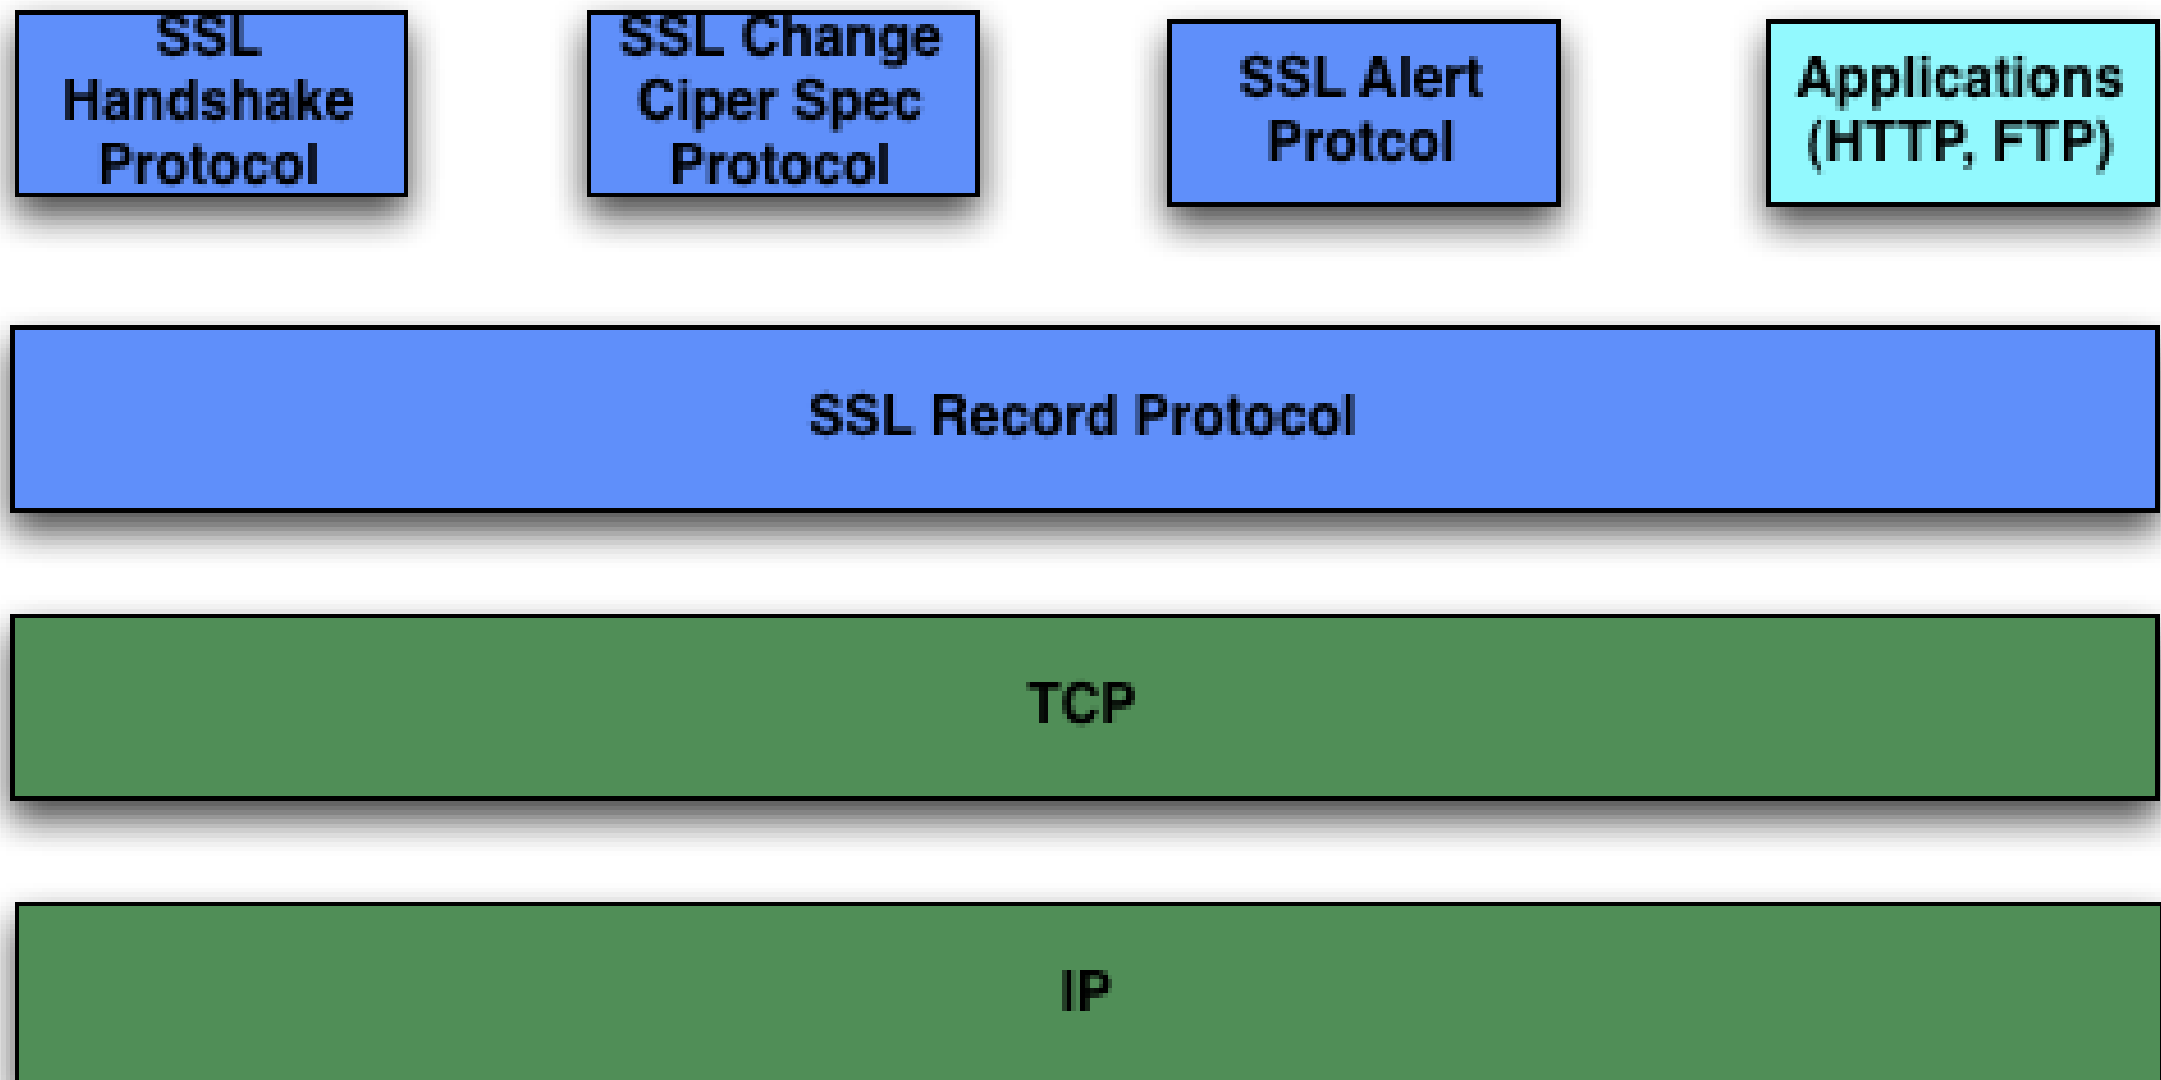 SSL
Handshake
Protocol
SSL Change
Ciper Spec
Protocol
SSL Alert
Protcol
Applications
(HTTP, FTP)
SSL Record Protocol
TCP
IP